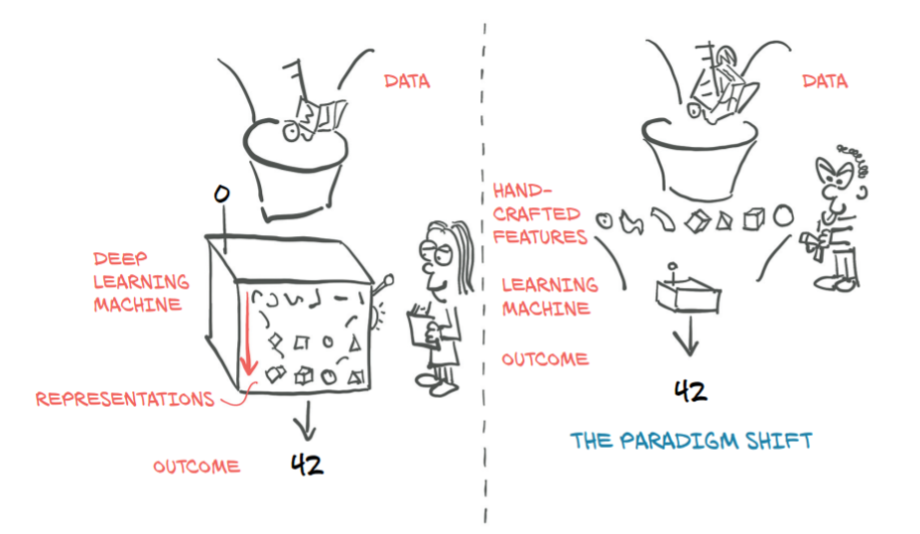 DATA
DEEP
LEARNING
MACHINE
REPRESENTATIONS
OUTCOME
42
DATA
HAND-
CRAFTED
FEATURES
LEARNING
MACHINE
OUTCOME
42
THE PARADIGM SHIFT